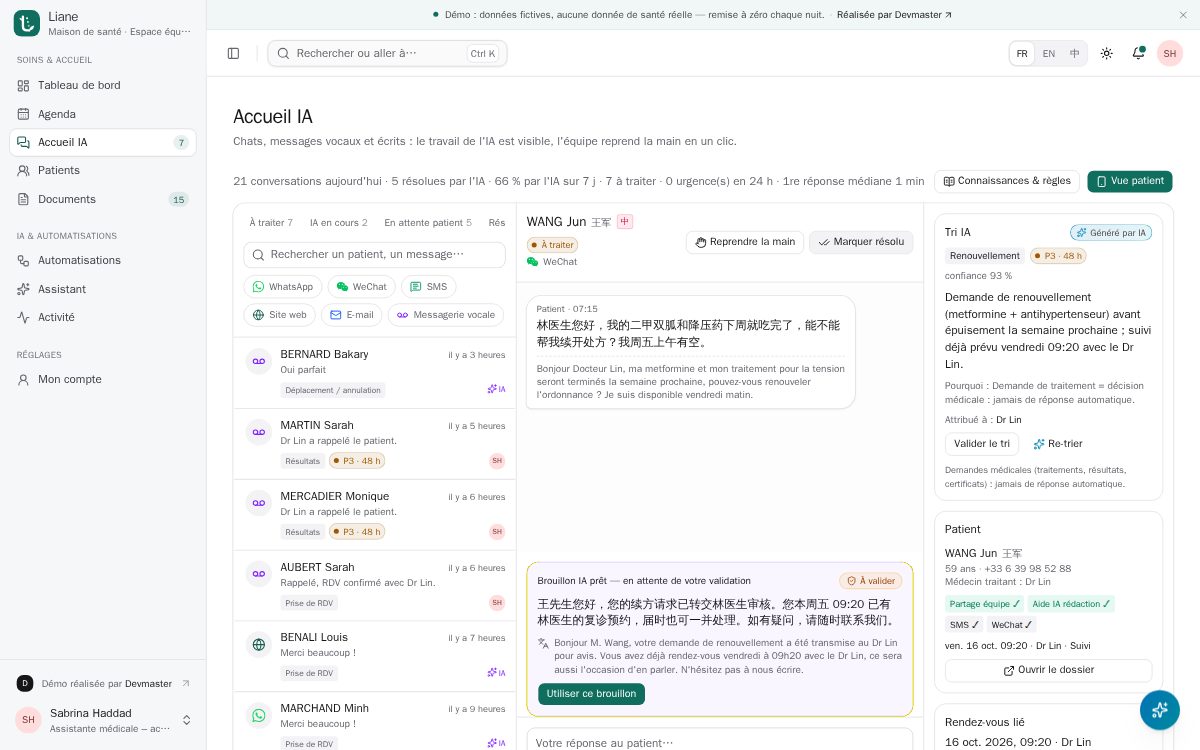 Liane
Maison de santé · Espace équ…
SOINS & ACCUEIL
Tableau de bord
Agenda
Accueil IA 7
Patients
Documents 15
IA & AUTOMATISATIONS
Automatisations
Assistant
Activité
RÉGLAGES
Mon compte
D Démo réalisée par Devmaster
SH Sabrina Haddad
Assistante médicale — ac…
Démo : données fictives, aucune donnée de santé réelle — remise à zéro chaque nuit. · Réalisée par Devmaster ↗
Rechercher ou aller à… Ctrl K
FR EN 中 SH
Accueil IA
Chats, messages vocaux et écrits : le travail de l'IA est visible, l'équipe reprend la main en un clic.
21 conversations aujourd'hui · 5 résolues par l'IA · 66 % par l'IA sur 7 j · 7 à traiter · 0 urgence(s) en 24 h · 1re réponse médiane 1 min
Connaissances & règles
Vue patient
À traiter 7 IA en cours 2 En attente patient 5 Rés
Rechercher un patient, un message…
WhatsApp WeChat SMS
Site web E-mail Messagerie vocale
BERNARD Bakary il y a 3 heures
Oui parfait
Déplacement / annulation IA
MARTIN Sarah il y a 5 heures
Dr Lin a rappelé le patient.
Résultats P3 · 48 h SH
MERCADIER Monique il y a 6 heures
Dr Lin a rappelé le patient.
Résultats P3 · 48 h SH
AUBERT Sarah il y a 6 heures
Rappelé, RDV confirmé avec Dr Lin.
Prise de RDV SH
BENALI Louis il y a 7 heures
Merci beaucoup !
Prise de RDV IA
MARCHAND Minh il y a 9 heures
Merci beaucoup !
Prise de RDV IA
WANG Jun 王军 中
À traiter
WeChat
Reprendre la main
Marquer résolu
Patient · 07:15
林医生您好，我的二甲双胍和降压药下周就吃完了，能不能
帮我续开处方？我周五上午有空。
Bonjour Docteur Lin, ma metformine et mon traitement pour la tension
seront terminés la semaine prochaine, pouvez-vous renouveler
l'ordonnance ? Je suis disponible vendredi matin.
Brouillon IA prêt — en attente de votre validation À valider
王先生您好，您的续方请求已转交林医生审核。您本周五 09:20 已有
林医生的复诊预约，届时也可一并处理。如有疑问，请随时联系我们。
Bonjour M. Wang, votre demande de renouvellement a été transmise au Dr Lin
pour avis. Vous avez déjà rendez-vous vendredi à 09h20 avec le Dr Lin, ce sera
aussi l'occasion d'en parler. N'hésitez pas à nous écrire.
Utiliser ce brouillon
Votre réponse au patient…
Tri IA Généré par IA
Renouvellement P3 · 48 h
confiance 93 %
Demande de renouvellement
(metformine + antihypertenseur) avant
épuisement la semaine prochaine ; suivi
déjà prévu vendredi 09:20 avec le Dr
Lin.
Pourquoi : Demande de traitement = décision
médicale : jamais de réponse automatique.
Attribué à : Dr Lin
Valider le tri Re-trier
Demandes médicales (traitements, résultats,
certificats) : jamais de réponse automatique.
Patient
WANG Jun 王军
59 ans · +33 6 39 98 52 88
Médecin traitant : Dr Lin
Partage équipe ✓ Aide IA rédaction ✓
SMS ✓ WeChat ✓
ven. 16 oct. 09:20 · Dr Lin · Suivi
Ouvrir le dossier
Rendez-vous lié
16 oct. 2026, 09:20 · Dr Lin